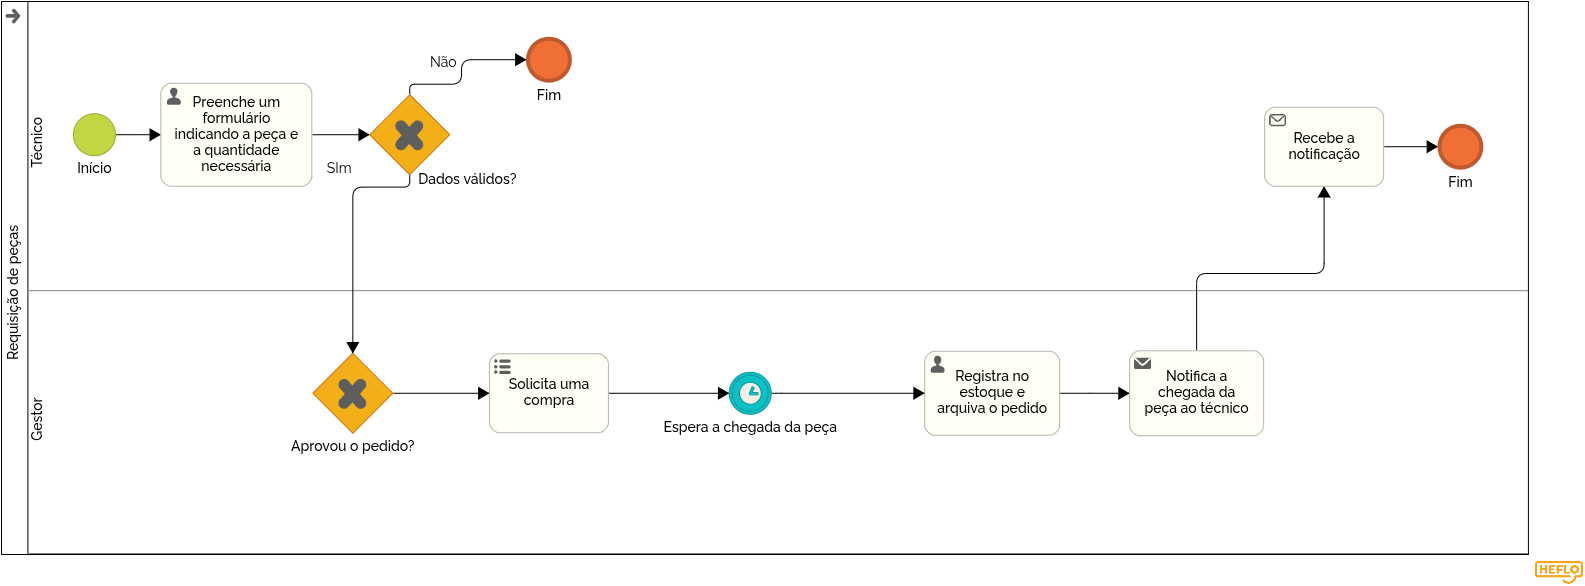 Requisição de peças
Técnico
Início
Preenche um
formulário
indicando a peça e
a quantidade
necessária
SIm
Não
Fim
Dados válidos?
Recebe a
notificação
Fim
Gestor
Aprovou o pedido?
Solicita uma
compra
Espera a chegada da peça
Registra no
estoque e
arquiva o pedido
Notifica a
chegada da
peça ao técnico
HEFLO